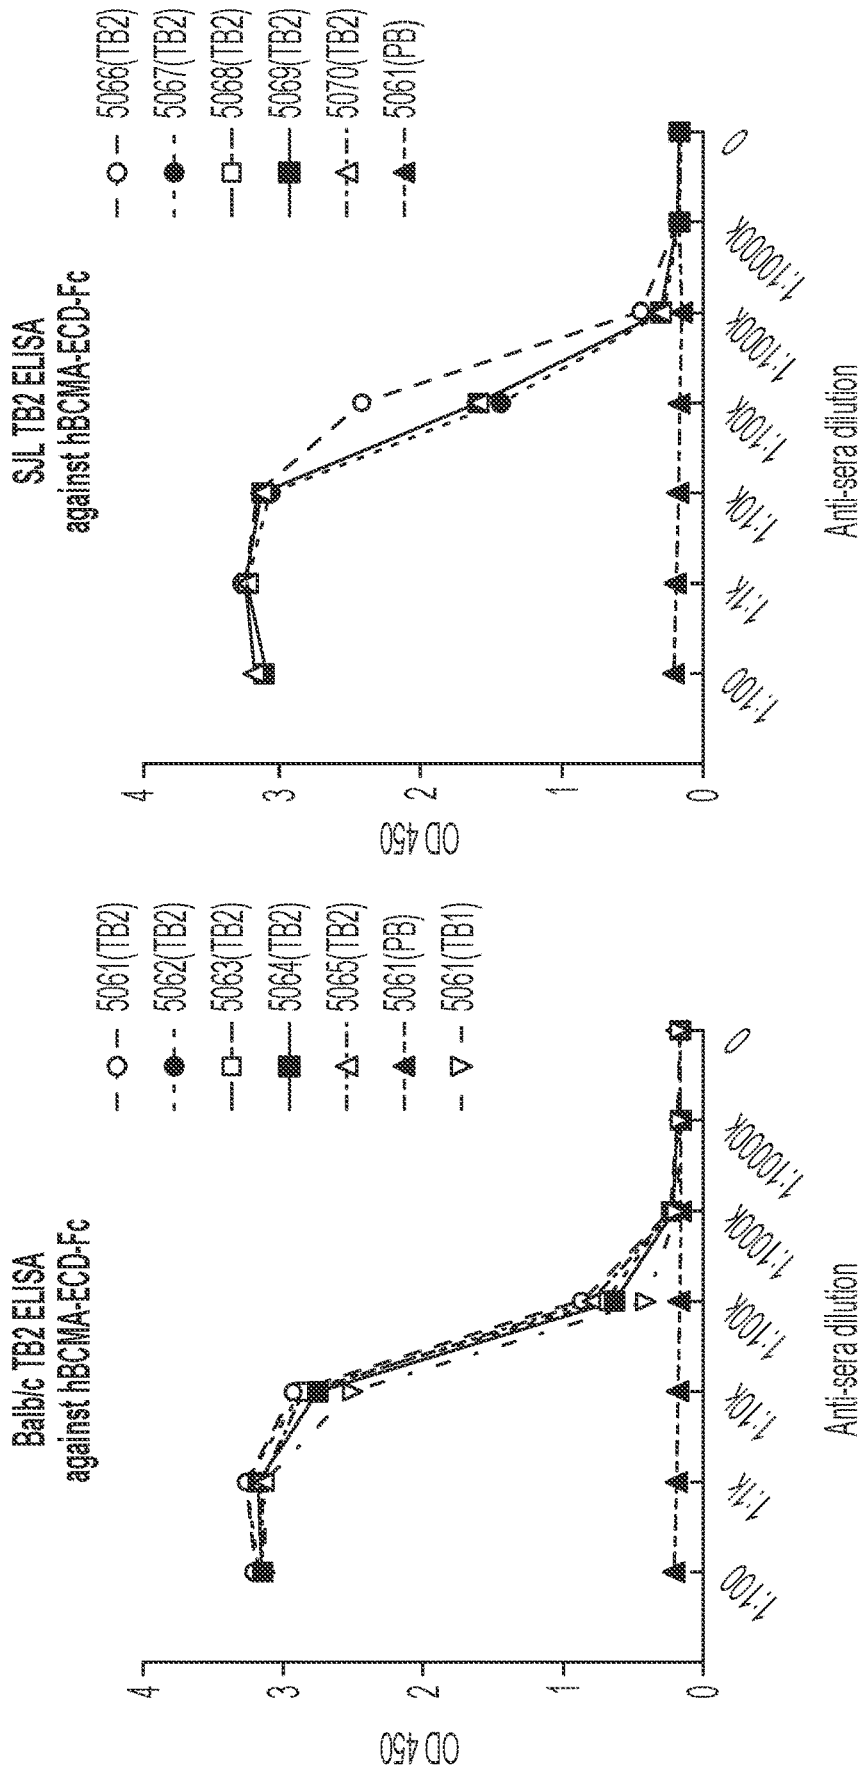 Balb/c TB2 ELISA
against hBCMA-ECD-Fc
OD 450
4
3
2
1
0
1:100
1:1k
1:10k
1:100k
1:1000k
1:10000k
0
Anti-sera dilution
5061(TB2)
5062(TB2)
5063(TB2)
5064(TB2)
5065(TB2)
5061(PB)
5061(TB1)
SJL TB2 ELISA
against hBCMA-ECD-Fc
OD 450
4
3
2
1
0
1:100
1:1k
1:10k
1:100k
1:1000k
1:10000k
0
Anti-sera dilution
5066(TB2)
5067(TB2)
5068(TB2)
5069(TB2)
5070(TB2)
5061(PB)